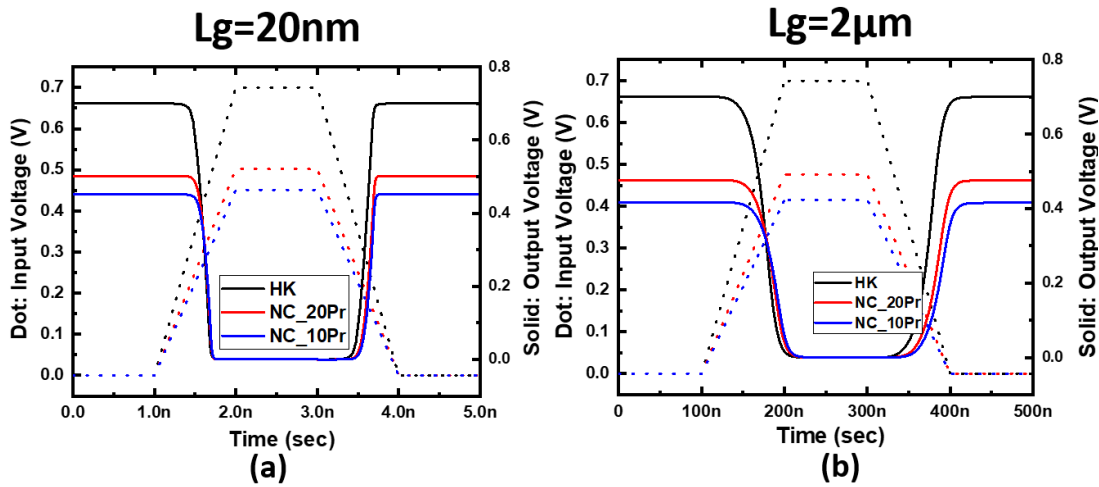 Lg=20nm
Dot: Input Voltage (V)
0.7
0.6
0.5
0.4
0.3
0.2
0.1
0.0
0.8
0.6
0.4
0.2
0.0
Solid: Output Voltage (V)
HK
NC_20Pr
NC_10Pr
0.0 1.0n 2.0n 3.0n 4.0n 5.0n
Time (sec)
(a)
Lg=2μm
Dot: Input Voltage (V)
0.7
0.6
0.5
0.4
0.3
0.2
0.1
0.0
0.8
0.6
0.4
0.2
0.0
Solid: Output Voltage (V)
HK
NC_20Pr
NC_10Pr
0 100n 200n 300n 400n 500n
Time (sec)
(b)